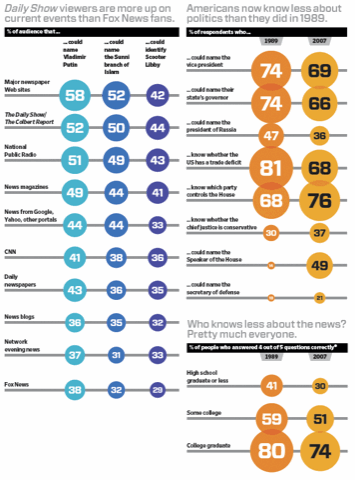 Daily Show viewers are more up on
current events than Fox News fans.
% of audience that ...
... could name Vladimir Putin
... could name the Sunni branch of Islam
... could identify Scooter Libby
Major newspaper Web sites 58 52 42
The Daily Show/ The Colbert Report 52 50 44
National Public Radio 51 49 43
News magazines 49 44 41
News from Google, Yahoo, other portals 44 44 33
CNN 41 38 36
Daily newspapers 43 36 35
News blogs 36 35 32
Network evening news 37 31 33
Fox News 38 32 29
Americans now know less about
politics than they did in 1989.
% of respondents who...
1989 2007
... could name the vice president 74 69
... could name their state's governor 74 66
... could name the president of Russia 47 36
... know whether the US has a trade deficit 81 68
... know which party controls the House 68 76
... know whether the chief justice is conservative 30 37
... could name the Speaker of the House 49
... could name the secretary of defense 21
Who knows less about the news?
Pretty much everyone.
% of people who answered 4 out of 5 questions correctly*
1989 2007
High school graduate or less 41 30
Some college 59 51
College graduate 80 74